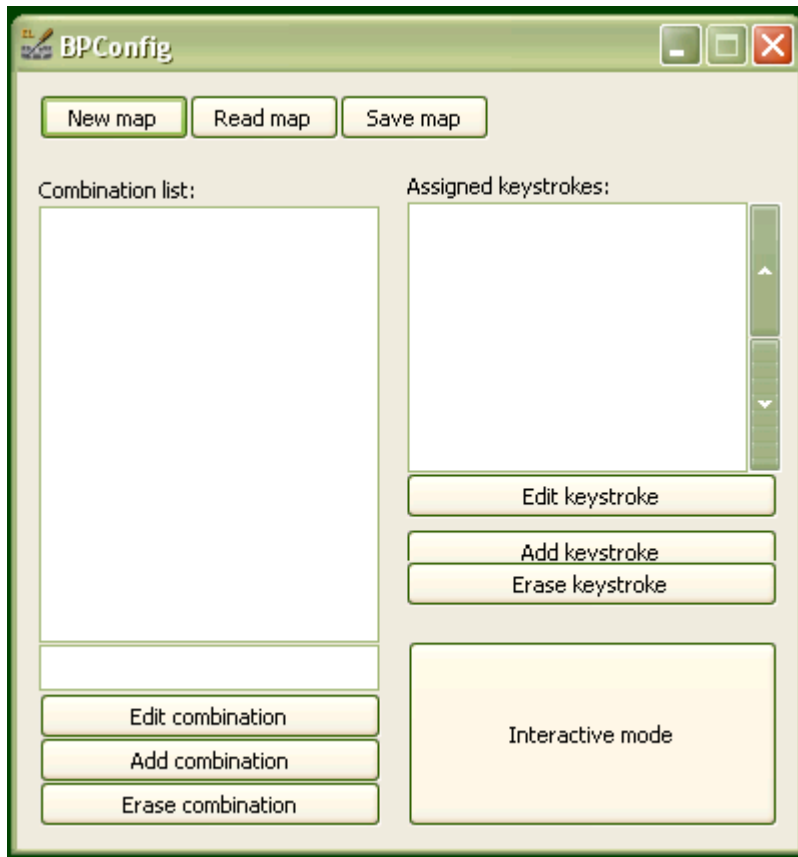 BPConfig
New map
Read map
Save map
Combination list:
Assigned keystrokes:
Edit keystroke
Add keystroke
Erase keystroke
Edit combination
Add combination
Erase combination
Interactive mode